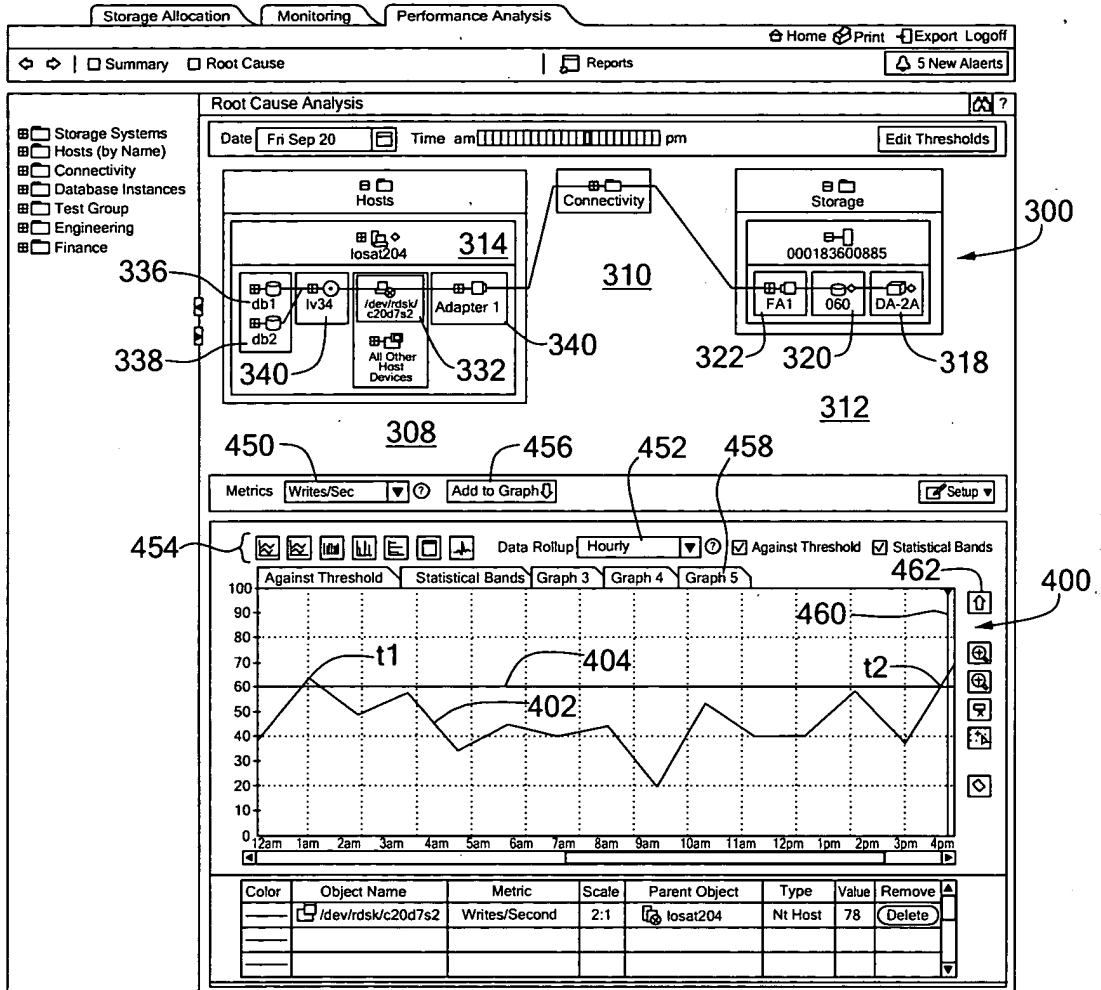 Storage Allocation Monitoring Performance Analysis
Home Print Export Logoff
Summary Root Cause Reports 5 New Alaerts
Root Cause Analysis ?
Storage Systems
Hosts (by Name)
Connectivity
Database Instances
Test Group
Engineering
Finance
Date Fri Sep 20 Time am pm Edit Thresholds
Hosts
Connectivity
Storage
300
losat204 314
000183600885
310
336
db1 lv34 /dev/rdsk/ c20d7s2 Adapter 1
FA1 060 DA-2A
db2
All Other
Host
Devices
338 340 332 340
322 320 318
308
312
450 456 452 458
Metrics Writes/Sec ? Add to Graph Setup
454 Data Rollup Hourly ? Against Threshold Statistical Bands
Against Threshold Statistical Bands Graph 3 Graph 4 Graph 5
462
400
460
100
90
80
70
60
50
40
30
20
10
0
t1
404
t2
402
12am 1am 2am 3am 4am 5am 6am 7am 8am 9am 10am 11am 12pm 1pm 2pm 3pm 4pm
Color Object Name Metric Scale Parent Object Type Value Remove
/dev/rdsk/c20d7s2 Writes/Second 2:1 losat204 Nt Host 78 Delete